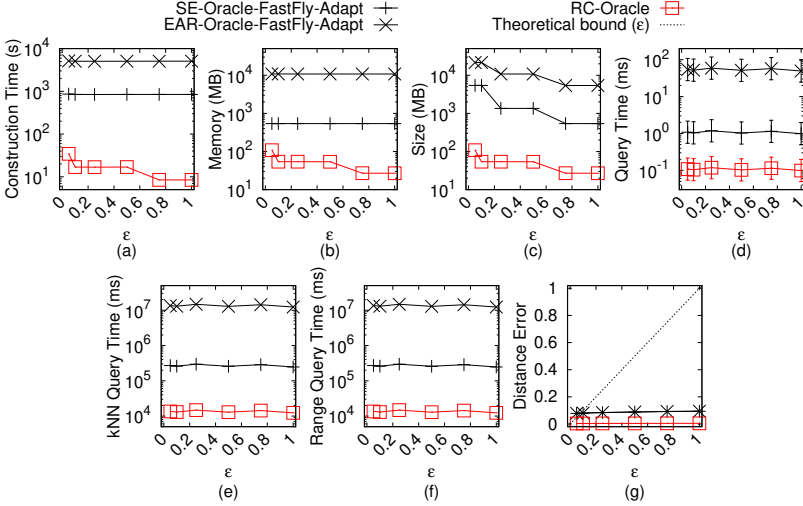 SE-Oracle-FastFly-Adapt
RC-Oracle
EAR-Oracle-FastFly-Adapt
Theoretical bound (ε)
Construction Time (s)
10^4
10^3
10^2
10^1
0 0.2 0.4 0.6 0.8 1
ε
(a)
Memory (MB)
10^4
10^3
10^2
10^1
0 0.2 0.4 0.6 0.8 1
ε
(b)
Size (MB)
10^4
10^3
10^2
10^1
0 0.2 0.4 0.6 0.8 1
ε
(c)
Query Time (ms)
10^2
10^1
10^0
10^-1
0 0.2 0.4 0.6 0.8 1
ε
(d)
kNN Query Time (ms)
10^7
10^6
10^5
10^4
0 0.2 0.4 0.6 0.8 1
ε
(e)
Range Query Time (ms)
10^7
10^6
10^5
10^4
0 0.2 0.4 0.6 0.8 1
ε
(f)
Distance Error
1
0.8
0.6
0.4
0.2
0
0 0.2 0.4 0.6 0.8 1
ε
(g)